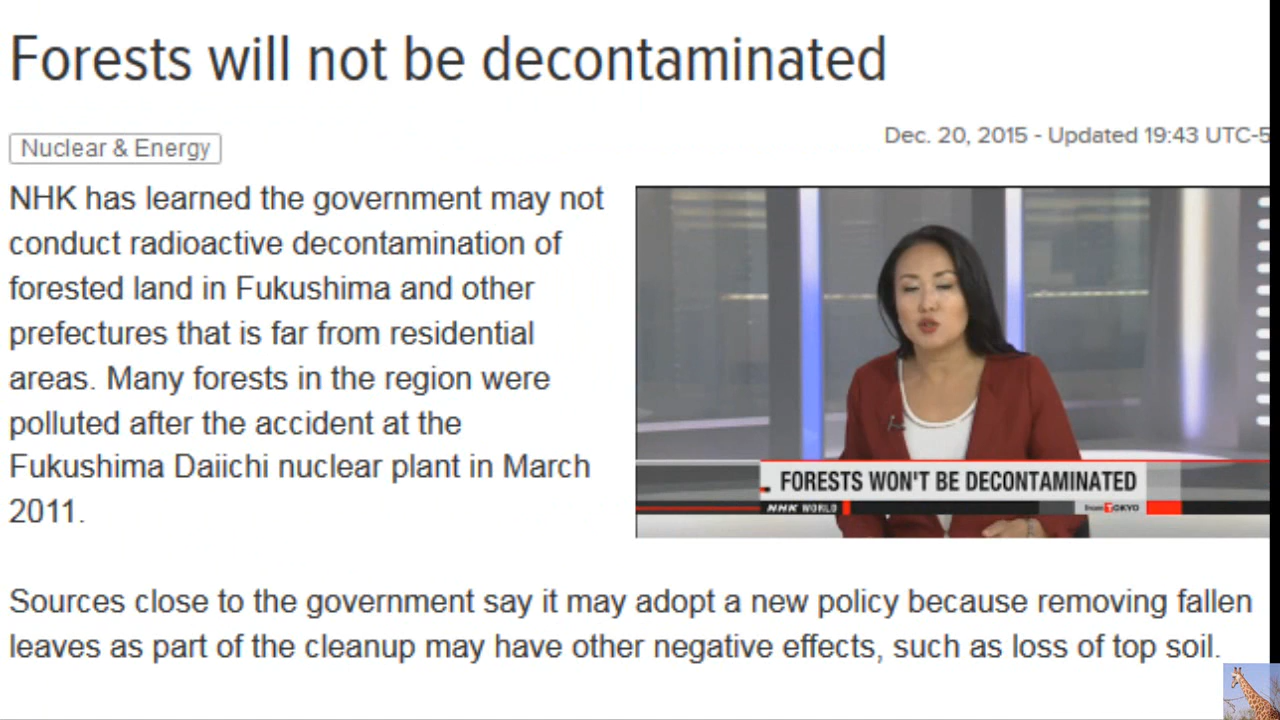 Forests will not be decontaminated
Nuclear & Energy
Dec. 20, 2015 - Updated 19:43 UTC-5
NHK has learned the government may not
conduct radioactive decontamination of
forested land in Fukushima and other
prefectures that is far from residential
areas. Many forests in the region were
polluted after the accident at the
Fukushima Daiichi nuclear plant in March
2011.
FORESTS WON'T BE DECONTAMINATED
NHK WORLD
from TOKYO
Sources close to the government say it may adopt a new policy because removing fallen
leaves as part of the cleanup may have other negative effects, such as loss of top soil.